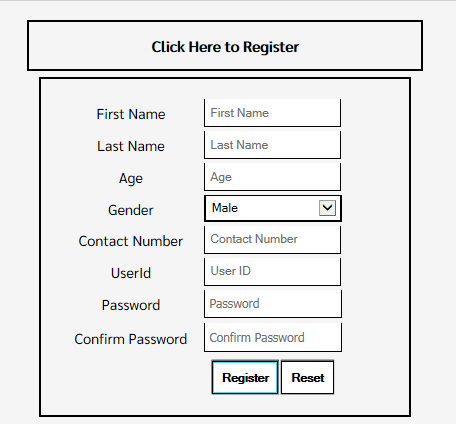 Click Here to Register
First Name First Name
Last Name Last Name
Age Age
Gender Male
Contact Number Contact Number
UserId User ID
Password Password
Confirm Password Confirm Password
Register Reset